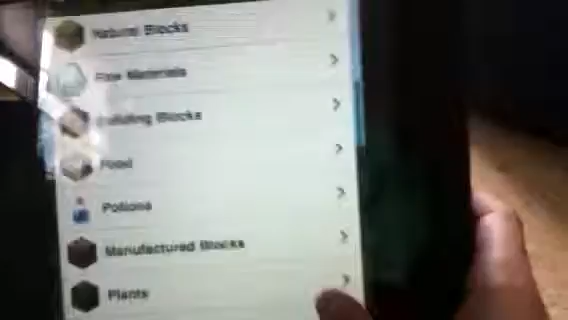 Natural Blocks
Raw Materials
Building Blocks
Food
Potions
Manufactured Blocks
Plants